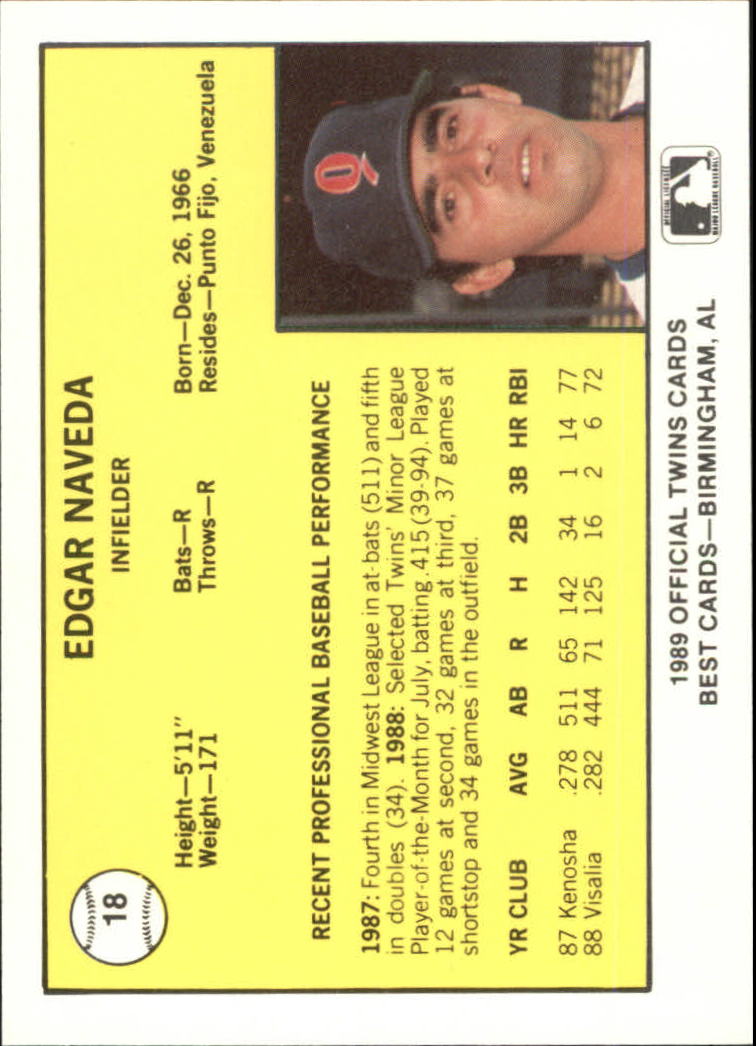 18
EDGAR NAVEDA
INFIELDER
Height—5'11" Bats—R Born—Dec. 26, 1966
Weight—171 Throws—R Resides—Punto Fijo, Venezuela
RECENT PROFESSIONAL BASEBALL PERFORMANCE
1987: Fourth in Midwest League in at-bats (511) and fifth
in doubles (34). 1988: Selected Twins' Minor League
Player-of-the-Month for July, batting .415 (39-94). Played
12 games at second, 32 games at third, 37 games at
shortstop and 34 games in the outfield.
YR CLUB AVG AB R H 2B 3B HR RBI
87 Kenosha .278 511 65 142 34 1 14 77
88 Visalia .282 444 71 125 16 2 6 72
Q
1989 OFFICIAL TWINS CARDS
BEST CARDS—BIRMINGHAM, AL
OFFICIAL LICENSEE
MAJOR LEAGUE BASEBALL®